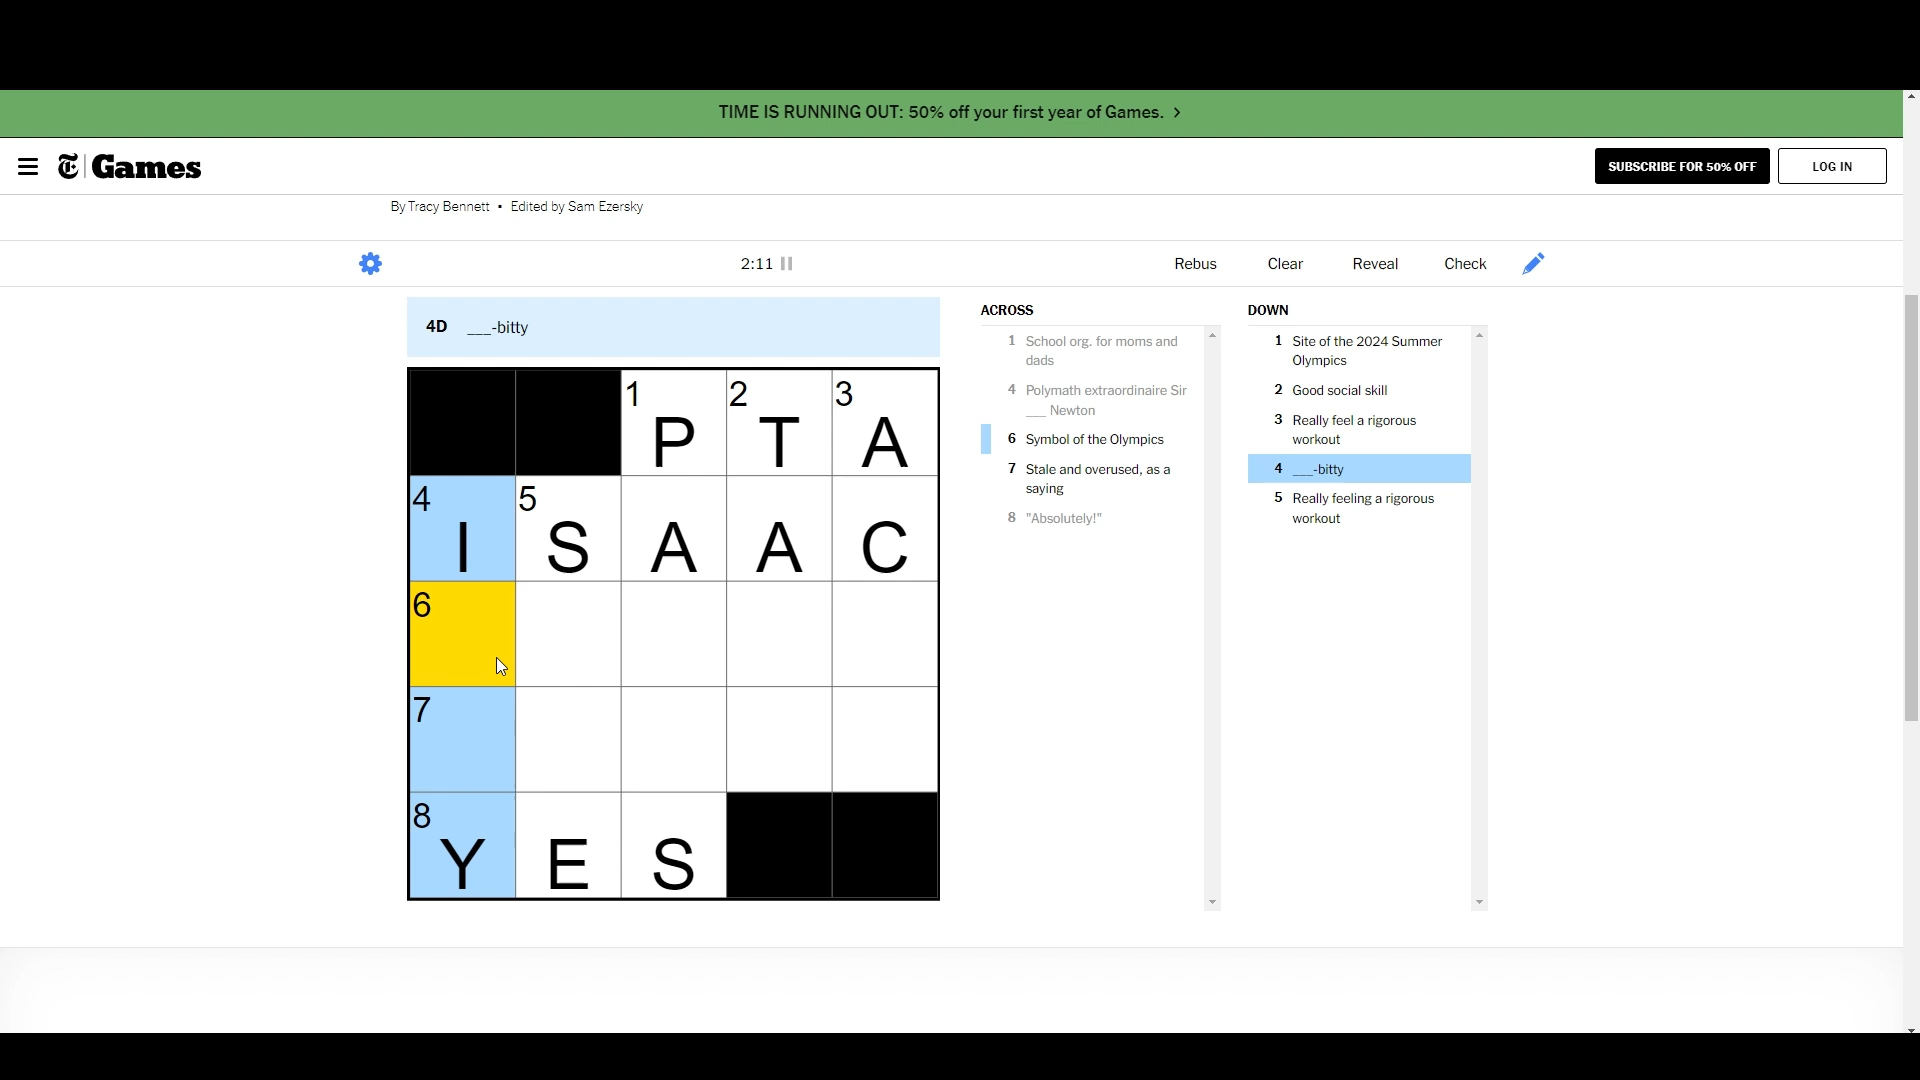 TIME IS RUNNING OUT: 50% off your first year of Games. >
T Games
SUBSCRIBE FOR 50% OFF
LOG IN
By Tracy Bennett • Edited by Sam Ezersky
2:11
Rebus
Clear
Reveal
Check
4D ___-bitty
1 P 2 T 3 A
4 I 5 S A A C
6
7
8 Y E S
ACROSS
1 School org. for moms and
dads
4 Polymath extraordinaire Sir
___ Newton
6 Symbol of the Olympics
7 Stale and overused, as a
saying
8 "Absolutely!"
DOWN
1 Site of the 2024 Summer
Olympics
2 Good social skill
3 Really feel a rigorous
workout
4 ___-bitty
5 Really feeling a rigorous
workout